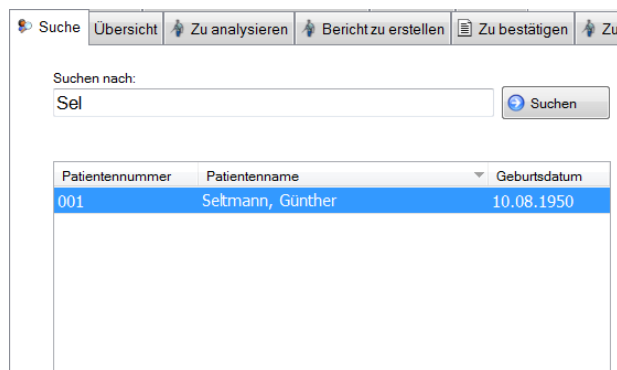 Suche Übersicht Zu analysieren Bericht zu erstellen Zu bestätigen Zu
Suchen nach:
Sel Suchen
Patientennummer Patientenname Geburtsdatum
001 Seltmann, Günther 10.08.1950